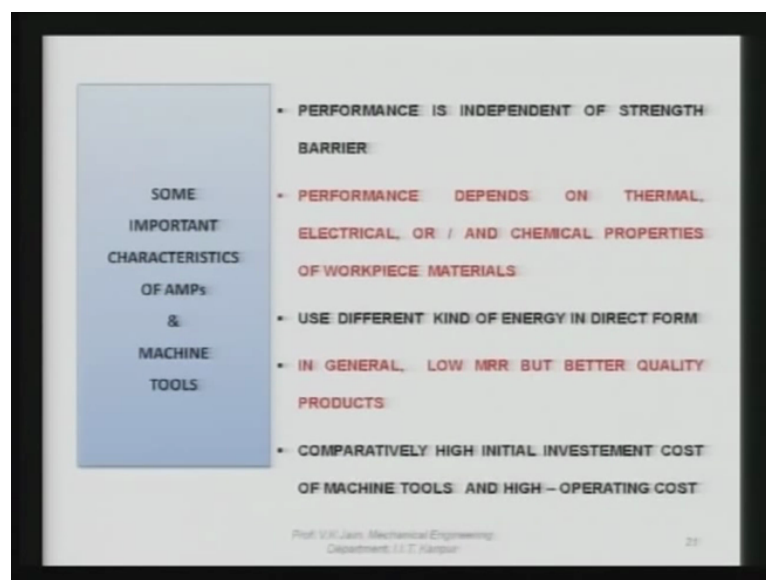 SOME
IMPORTANT
CHARACTERISTICS
OF AMPs
&
MACHINE
TOOLS
• PERFORMANCE IS INDEPENDENT OF STRENGTH
BARRIER
• PERFORMANCE DEPENDS ON THERMAL,
ELECTRICAL, OR / AND CHEMICAL PROPERTIES
OF WORKPIECE MATERIALS
• USE DIFFERENT KIND OF ENERGY IN DIRECT FORM
• IN GENERAL, LOW MRR BUT BETTER QUALITY
PRODUCTS
• COMPARATIVELY HIGH INITIAL INVESTEMENT COST
OF MACHINE TOOLS AND HIGH – OPERATING COST
Prof. V.K.Jain, Mechanical Engineering
Department, I.I.T. Kanpur